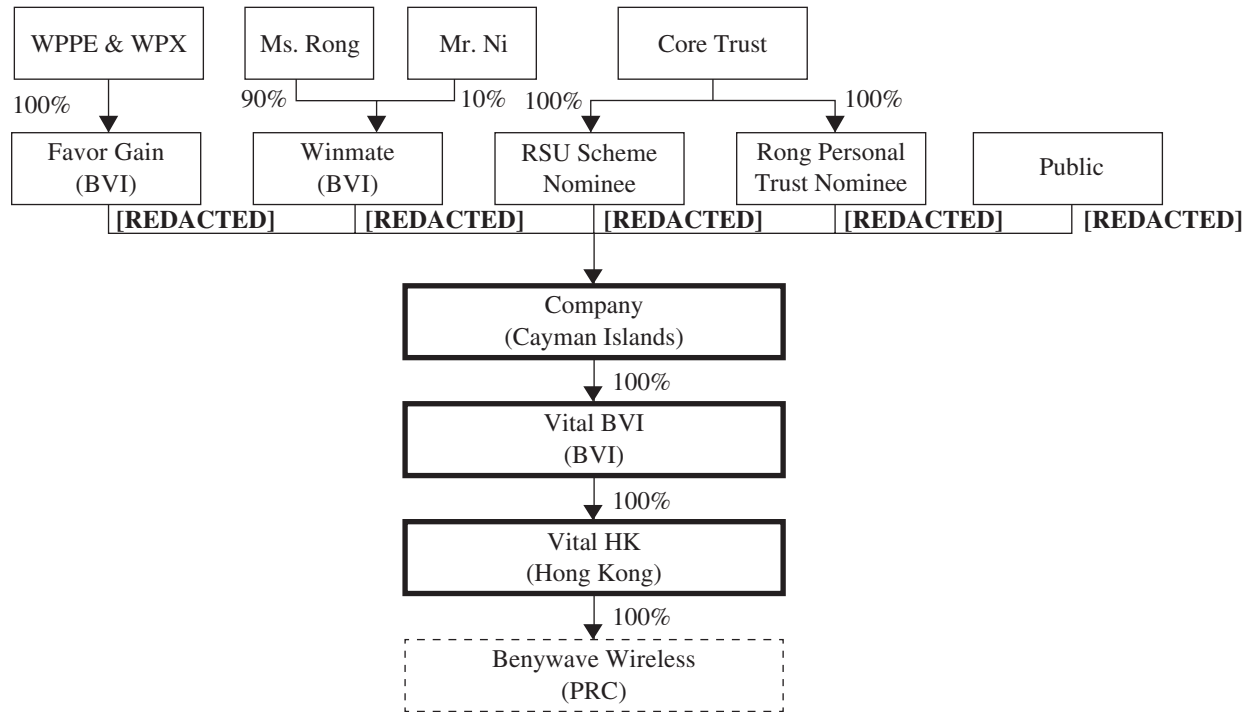 WPPE & WPX
Ms. Rong
Mr. Ni
Core Trust
100%
90%
10%
100%
100%
Favor Gain
(BVI)
Winmate
(BVI)
RSU Scheme
Nominee
Rong Personal
Trust Nominee
Public
[REDACTED]
[REDACTED]
[REDACTED]
[REDACTED]
[REDACTED]
Company
(Cayman Islands)
100%
Vital BVI
(BVI)
100%
Vital HK
(Hong Kong)
100%
Benywave Wireless
(PRC)